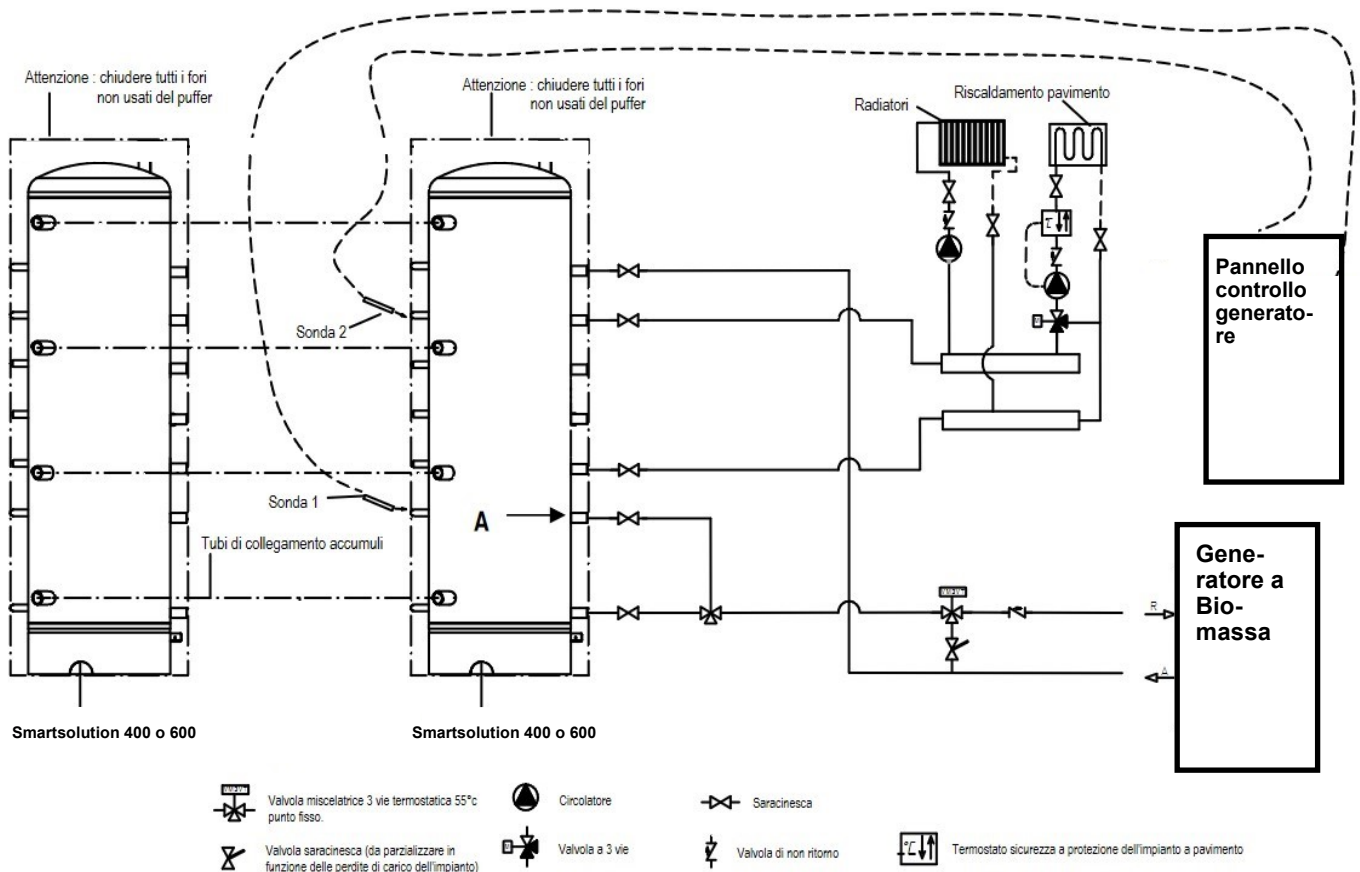 Attenzione : chiudere tutti i fori
non usati del puffer
Attenzione : chiudere tutti i fori
non usati del puffer
Radiatori
Riscaldamento pavimento
Pannello
controllo
generato-
re
Sonda 2
Sonda 1
A
Tubi di collegamento accumuli
Gene-
ratore a
Bio-
massa
R
A
Smartsolution 400 o 600
Smartsolution 400 o 600
Valvola miscelatrice 3 vie termostatica 55°c
punto fisso.
Circolatore
Saracinesca
Valvola saracinesca (da parzializzare in
funzione delle perdite di carico dell'impianto)
Valvola a 3 vie
Valvola di non ritorno
°C
Termostato sicurezza a protezione dell'impianto a pavimento